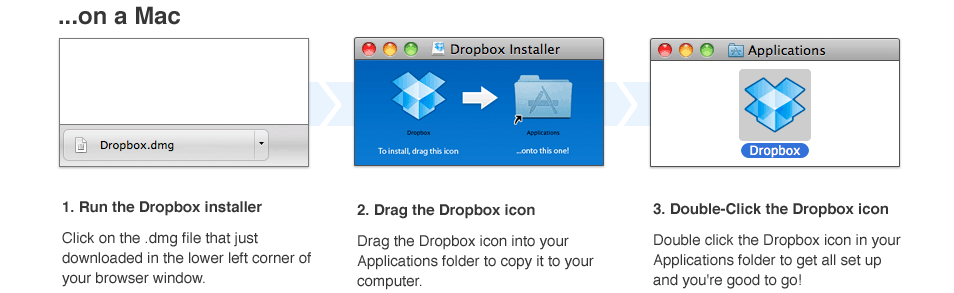 ...on a Mac
Dropbox.dmg
Dropbox Installer
Dropbox
Applications
To install, drag this icon
...onto this one!
Applications
Dropbox
1. Run the Dropbox installer
Click on the .dmg file that just
downloaded in the lower left corner of
your browser window.
2. Drag the Dropbox icon
Drag the Dropbox icon into your
Applications folder to copy it to your
computer.
3. Double-Click the Dropbox icon
Double click the Dropbox icon in your
Applications folder to get all set up
and you're good to go!